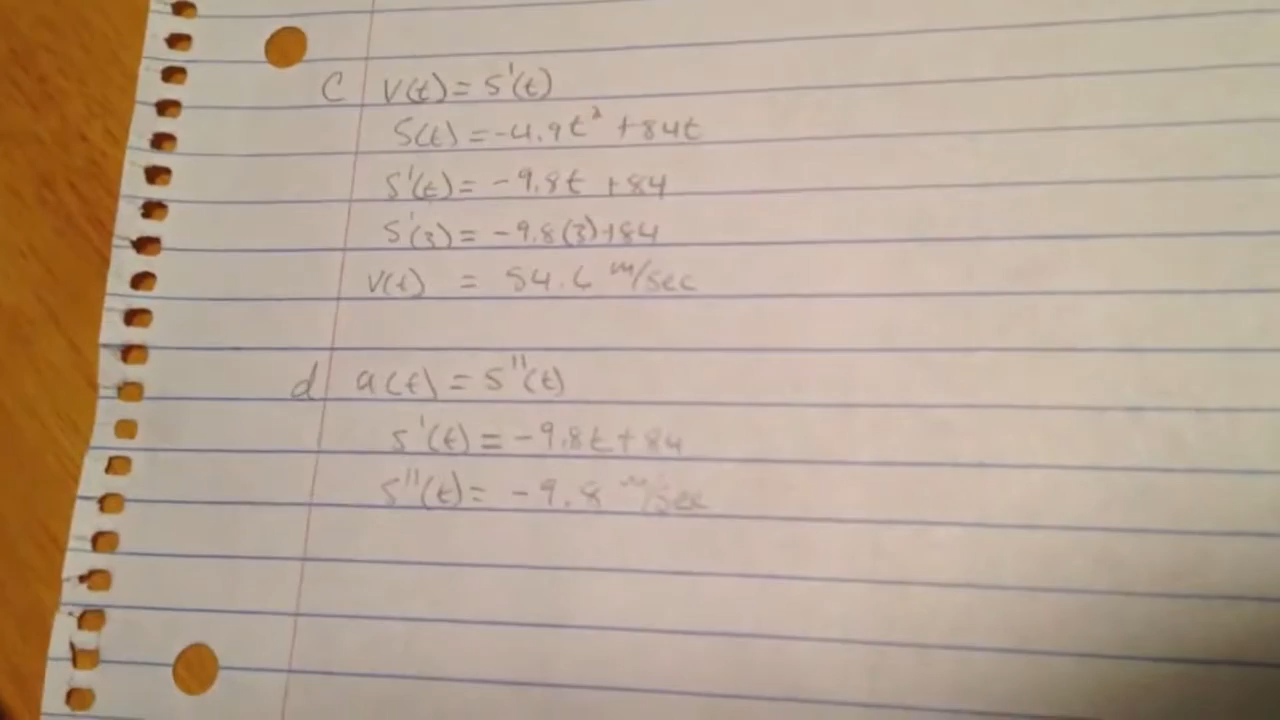 c v(t) = s'(t)
s(t) = -4.9t² + 84t
s'(t) = -9.8t + 84
s'(3) = -9.8(3)+84
v(t) = 54.6 m/sec
d a(t) = s''(t)
s'(t) = -9.8t + 84
s''(t) = -9.8 m/sec